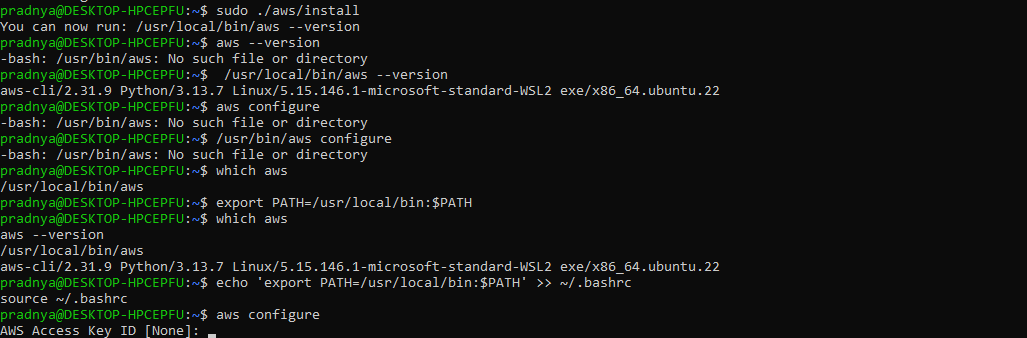 pradnya@DESKTOP-HPCEPFU:~$ sudo ./aws/install
You can now run: /usr/local/bin/aws --version
pradnya@DESKTOP-HPCEPFU:~$ aws --version
-bash: /usr/bin/aws: No such file or directory
pradnya@DESKTOP-HPCEPFU:~$  /usr/local/bin/aws --version
aws-cli/2.31.9 Python/3.13.7 Linux/5.15.146.1-microsoft-standard-WSL2 exe/x86_64.ubuntu.22
pradnya@DESKTOP-HPCEPFU:~$ aws configure
-bash: /usr/bin/aws: No such file or directory
pradnya@DESKTOP-HPCEPFU:~$ /usr/bin/aws configure
-bash: /usr/bin/aws: No such file or directory
pradnya@DESKTOP-HPCEPFU:~$ which aws
/usr/local/bin/aws
pradnya@DESKTOP-HPCEPFU:~$ export PATH=/usr/local/bin:$PATH
pradnya@DESKTOP-HPCEPFU:~$ which aws
aws --version
/usr/local/bin/aws
aws-cli/2.31.9 Python/3.13.7 Linux/5.15.146.1-microsoft-standard-WSL2 exe/x86_64.ubuntu.22
pradnya@DESKTOP-HPCEPFU:~$ echo 'export PATH=/usr/local/bin:$PATH' >> ~/.bashrc
source ~/.bashrc
pradnya@DESKTOP-HPCEPFU:~$ aws configure
AWS Access Key ID [None]: